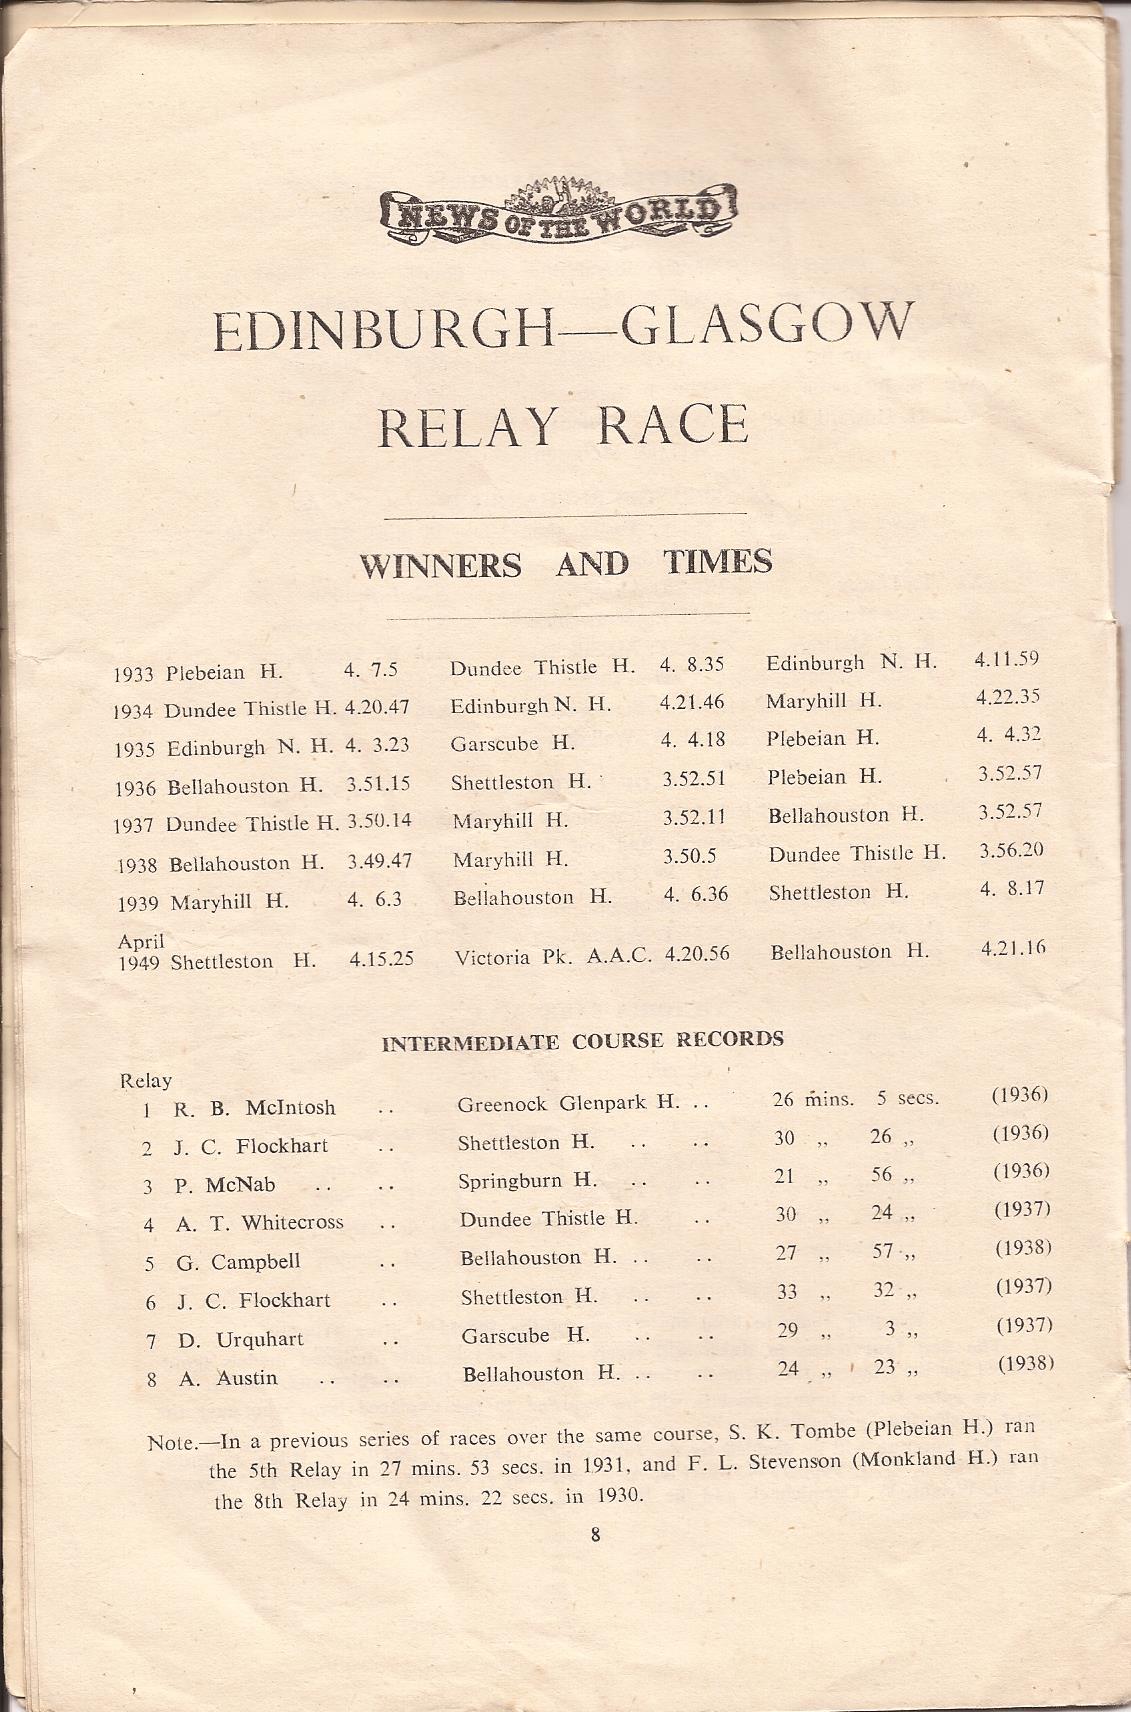 NEWS OF THE WORLD
EDINBURGH—GLASGOW
RELAY RACE
WINNERS AND TIMES
1933 Plebeian H. 4. 7.5 Dundee Thistle H. 4. 8.35 Edinburgh N. H. 4.11.59
1934 Dundee Thistle H. 4.20.47 Edinburgh N. H. 4.21.46 Maryhill H. 4.22.35
1935 Edinburgh N. H. 4. 3.23 Garscube H. 4. 4.18 Plebeian H. 4. 4.32
1936 Bellahouston H. 3.51.15 Shettleston H. 3.52.51 Plebeian H. 3.52.57
1937 Dundee Thistle H. 3.50.14 Maryhill H. 3.52.11 Bellahouston H. 3.52.57
1938 Bellahouston H. 3.49.47 Maryhill H. 3.50.5 Dundee Thistle H. 3.56.20
1939 Maryhill H. 4. 6.3 Bellahouston H. 4. 6.36 Shettleston H. 4. 8.17
April
1949 Shettleston H. 4.15.25 Victoria Pk. A.A.C. 4.20.56 Bellahouston H. 4.21.16
INTERMEDIATE COURSE RECORDS
Relay
1 R. B. McIntosh .. Greenock Glenpark H. .. 26 mins. 5 secs. (1936)
2 J. C. Flockhart .. Shettleston H. .. .. 30 ,, 26 ,, (1936)
3 P. McNab .. .. Springburn H. .. .. 21 ,, 56 ,, (1936)
4 A. T. Whitecross .. Dundee Thistle H. .. 30 ,, 24 ,, (1937)
5 G. Campbell .. Bellahouston H. .. .. 27 ,, 57 ,, (1938)
6 J. C. Flockhart .. Shettleston H. .. .. 33 ,, 32 ,, (1937)
7 D. Urquhart .. Garscube H. .. .. 29 ,, 3 ,, (1937)
8 A. Austin .. .. Bellahouston H. .. .. 24 ,, 23 ,, (1938)
Note.—In a previous series of races over the same course, S. K. Tombe (Plebeian H.) ran
the 5th Relay in 27 mins. 53 secs. in 1931, and F. L. Stevenson (Monkland H.) ran
the 8th Relay in 24 mins. 22 secs. in 1930.
8